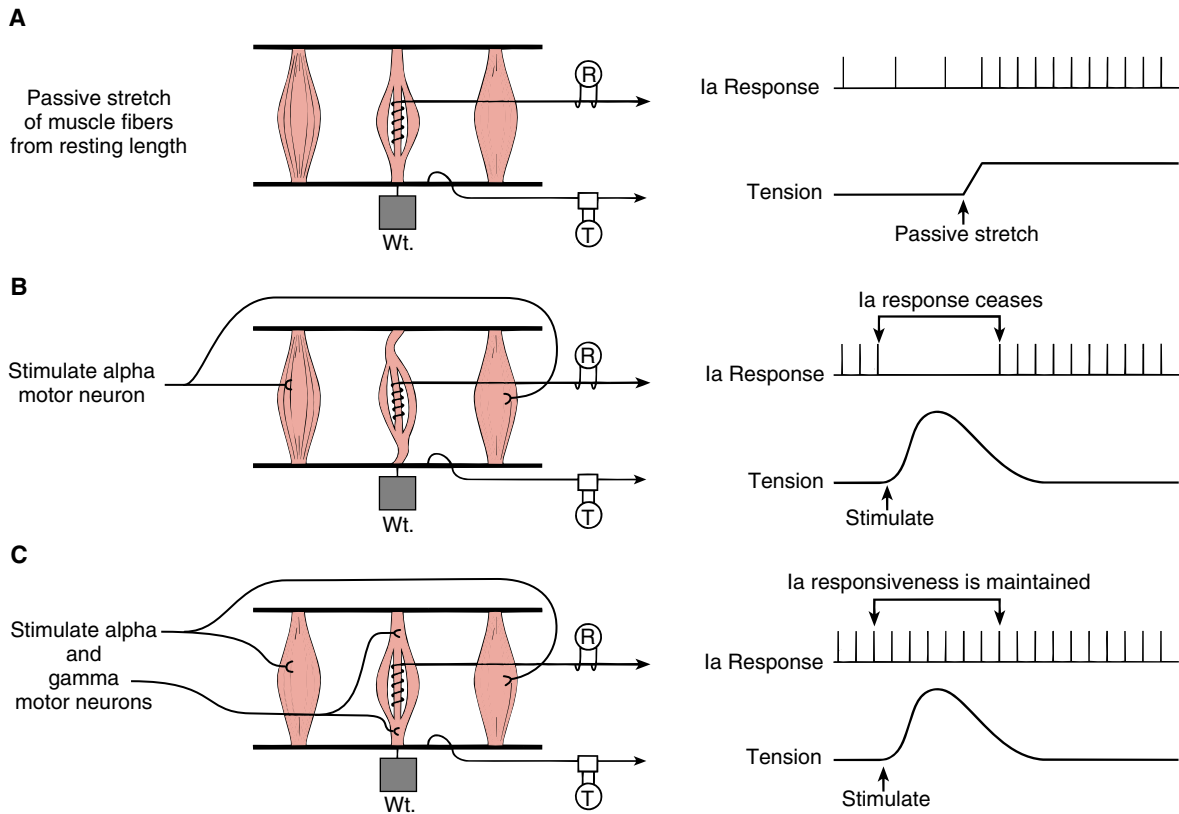 A
Passive stretch
of muscle fibers
from resting length
R
Wt.
T
Ia Response
Tension
Passive stretch
B
Stimulate alpha
motor neuron
R
Wt.
T
Ia response ceases
Ia Response
Tension
Stimulate
C
Stimulate alpha
and
gamma
motor neurons
R
Wt.
T
Ia responsiveness is maintained
Ia Response
Tension
Stimulate